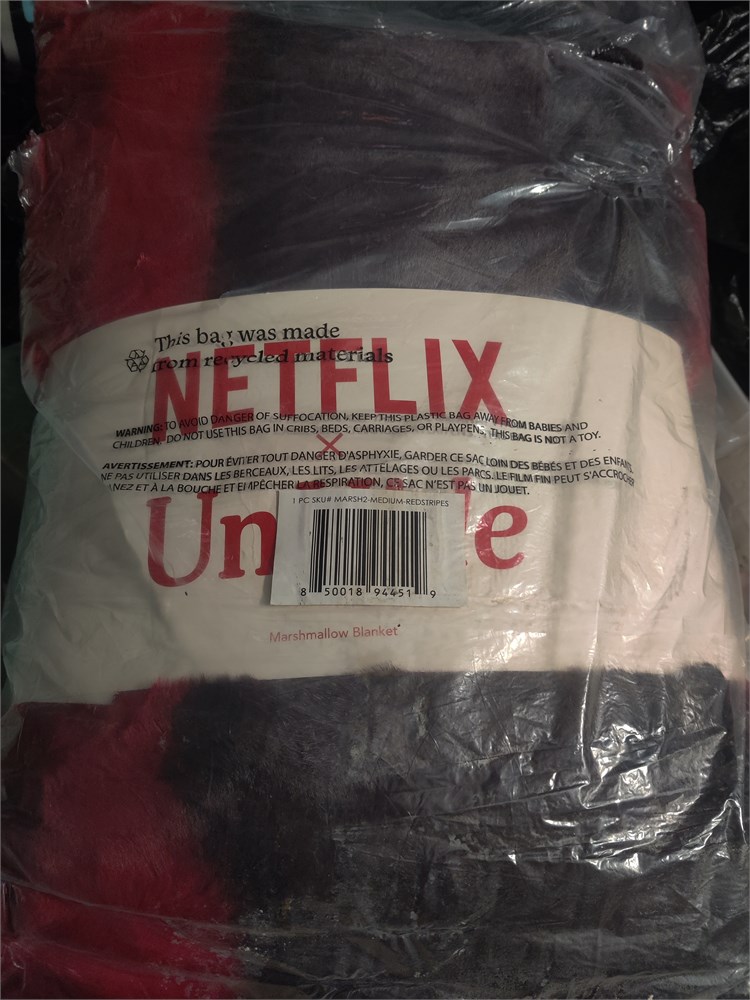 This bag was made
from recycled materials
NETFLIX
WARNING: TO AVOID DANGER OF SUFFOCATION, KEEP THIS PLASTIC BAG AWAY FROM BABIES AND
CHILDREN. DO NOT USE THIS BAG IN CRIBS, BEDS, CARRIAGES, OR PLAYPENS. THIS BAG IS NOT A TOY.
×
AVERTISSEMENT: POUR ÉVITER TOUT DANGER D'ASPHYXIE, GARDER CE SAC LOIN DES BÉBÉS ET DES ENFANTS.
NE PAS UTILISER DANS LES BERCEAUX, LES LITS, LES ATTELAGES OU LES PARCS. LE FILM FIN PEUT S'ACCROCHER
NEZ ET À LA BOUCHE ET EMPÊCHER LA RESPIRATION, CE SAC N'EST PAS UN JOUET.
1 PC SKU# MARSH2-MEDIUM-REDSTRIPES
8 50018 94451 9
Marshmallow Blanket